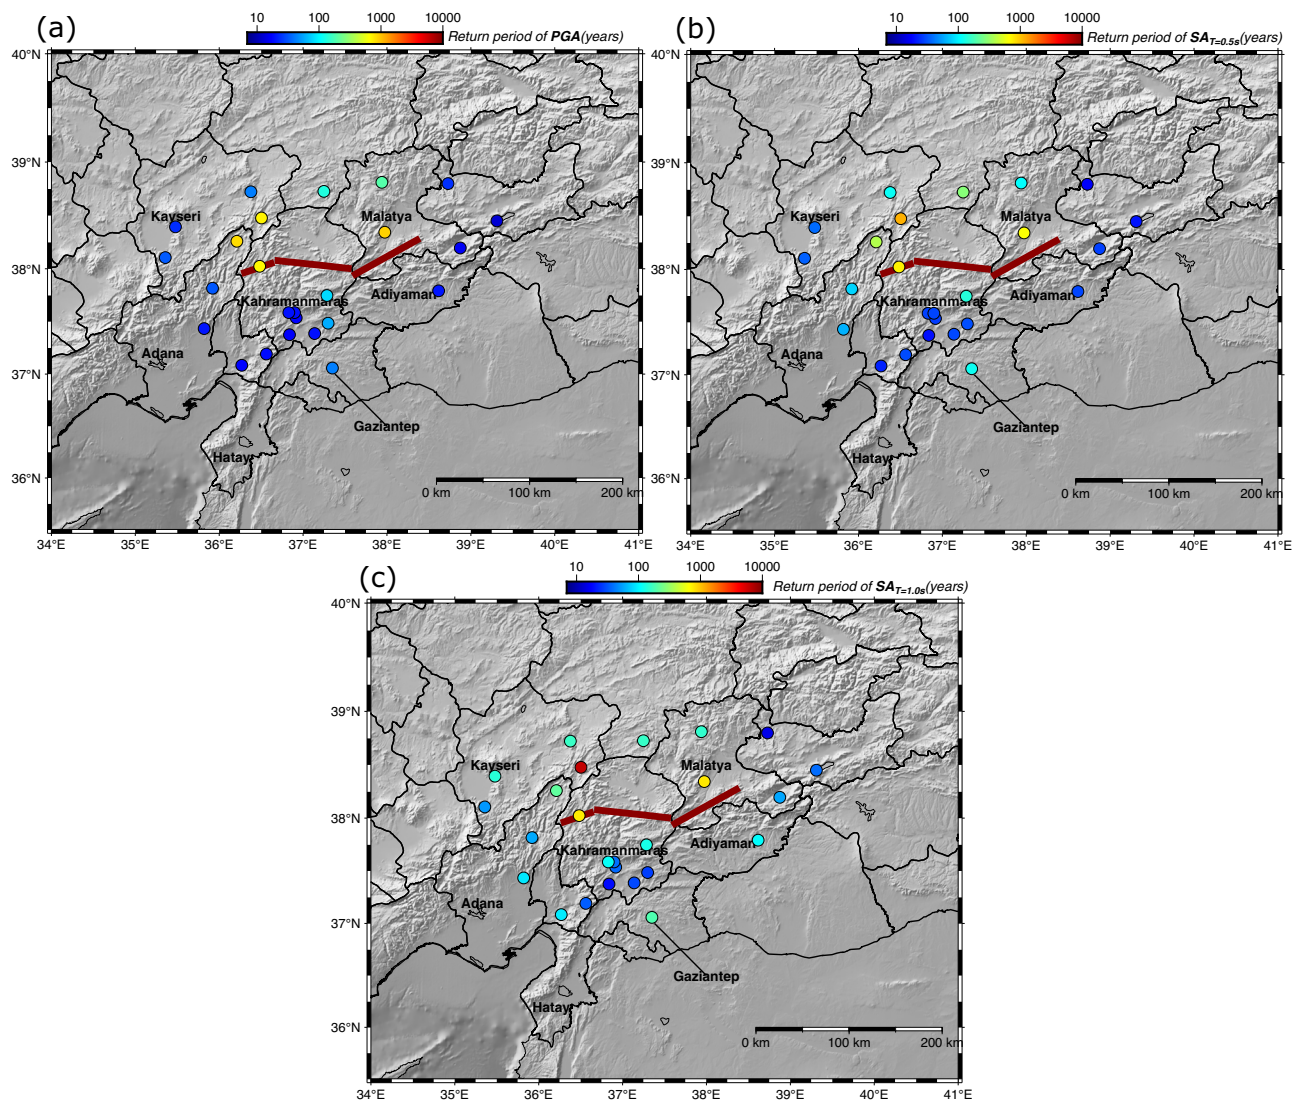 (a)
10 100 1000 10000
Return period of PGA(years)
40°N
39°N
38°N
37°N
36°N
Kayseri
Malatya
Kahramanmaras
Adiyaman
Adana
Gaziantep
Hatay
0 km 100 km 200 km
34°E 35°E 36°E 37°E 38°E 39°E 40°E 41°E
(b)
10 100 1000 10000
Return period of SA T=0.5s(years)
40°N
39°N
38°N
37°N
36°N
Kayseri
Malatya
Kahramanmaras
Adiyaman
Adana
Gaziantep
Hatay
0 km 100 km 200 km
34°E 35°E 36°E 37°E 38°E 39°E 40°E 41°E
(c)
10 100 1000 10000
Return period of SA T=1.0s(years)
40°N
39°N
38°N
37°N
36°N
Kayseri
Malatya
Kahramanmaras
Adiyaman
Adana
Gaziantep
Hatay
0 km 100 km 200 km
34°E 35°E 36°E 37°E 38°E 39°E 40°E 41°E